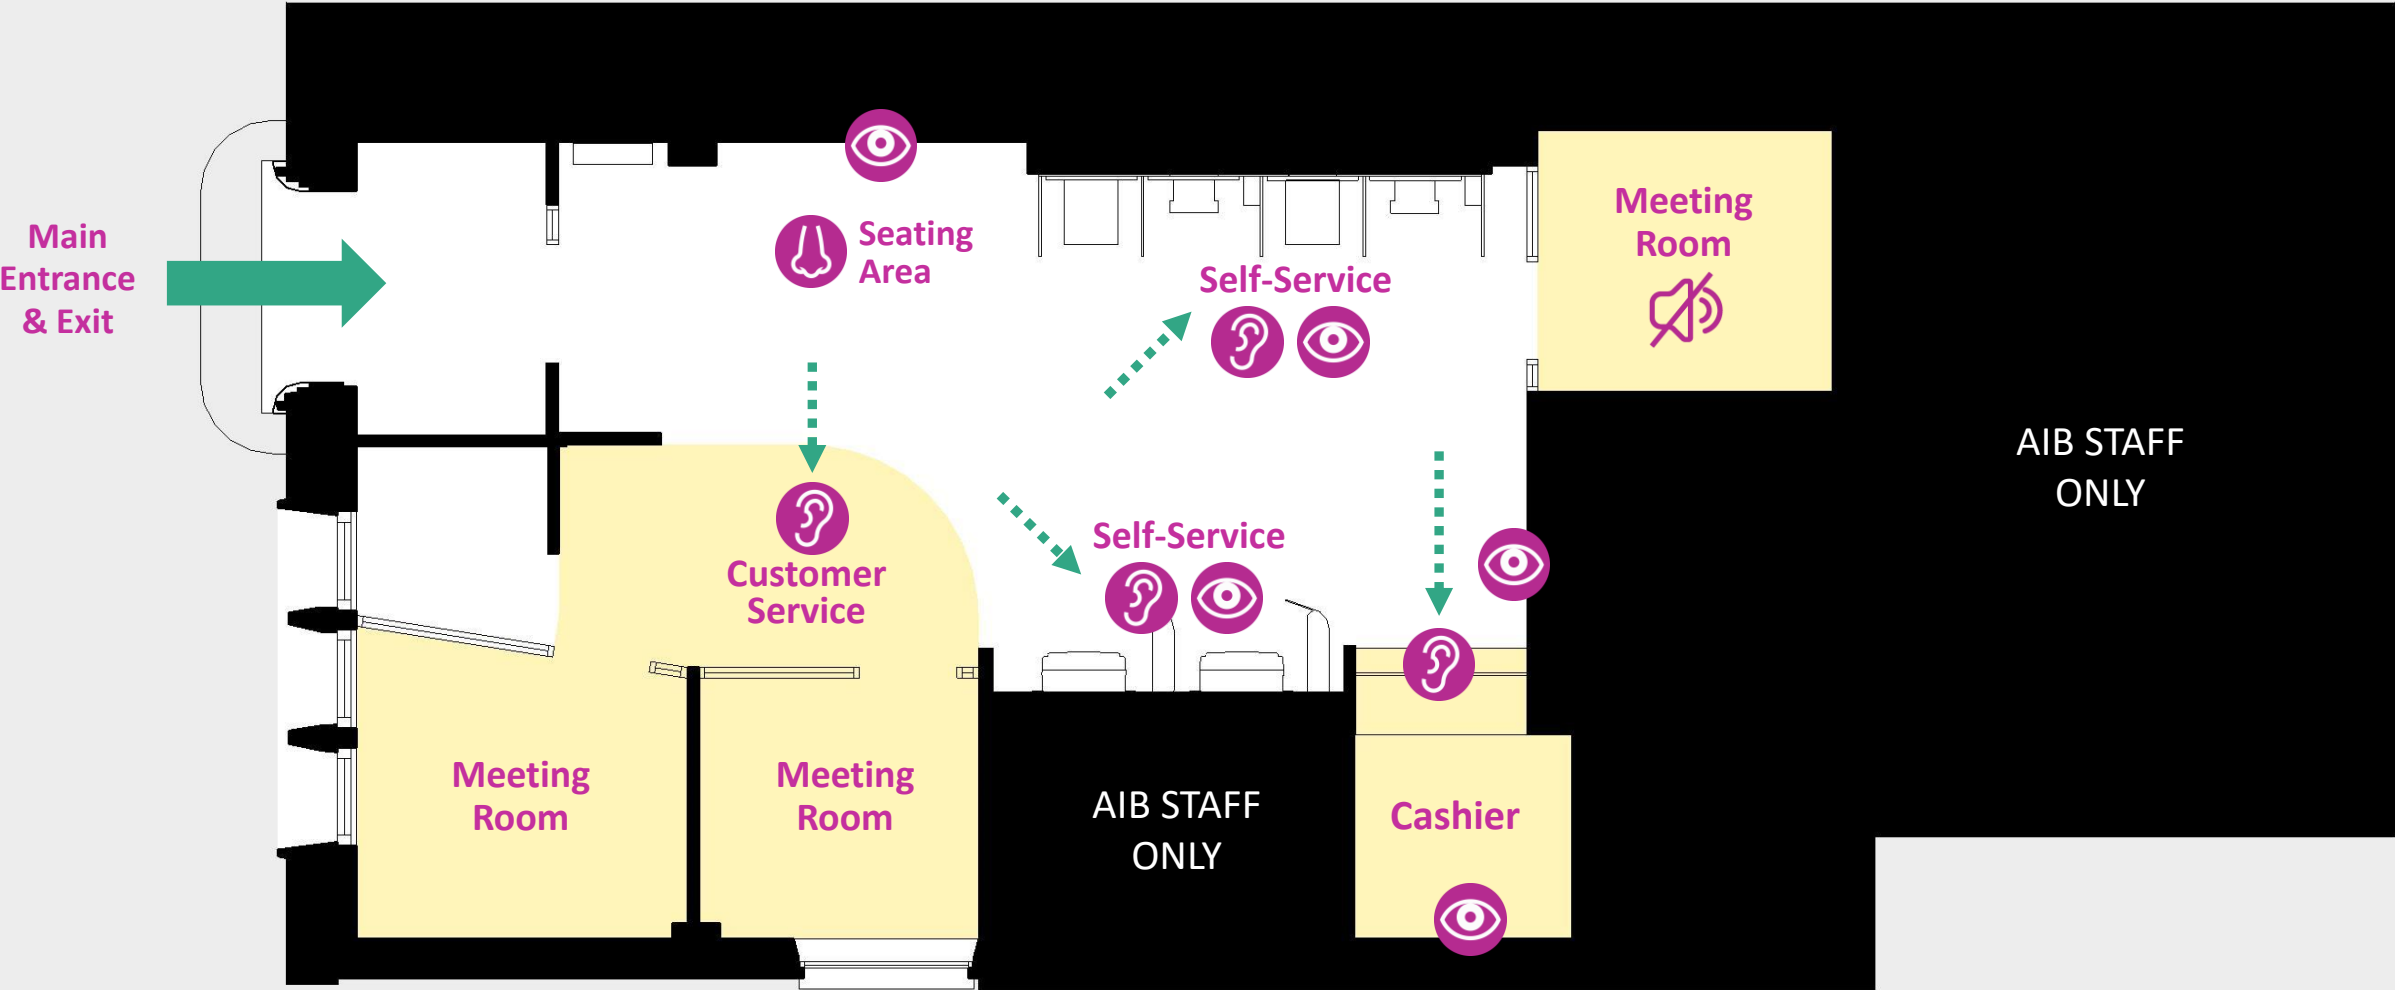 Main
Entrance
& Exit
Seating
Area
Self-Service
Meeting
Room
AIB STAFF
ONLY
Customer
Service
Self-Service
Meeting
Room
Meeting
Room
AIB STAFF
ONLY
Cashier